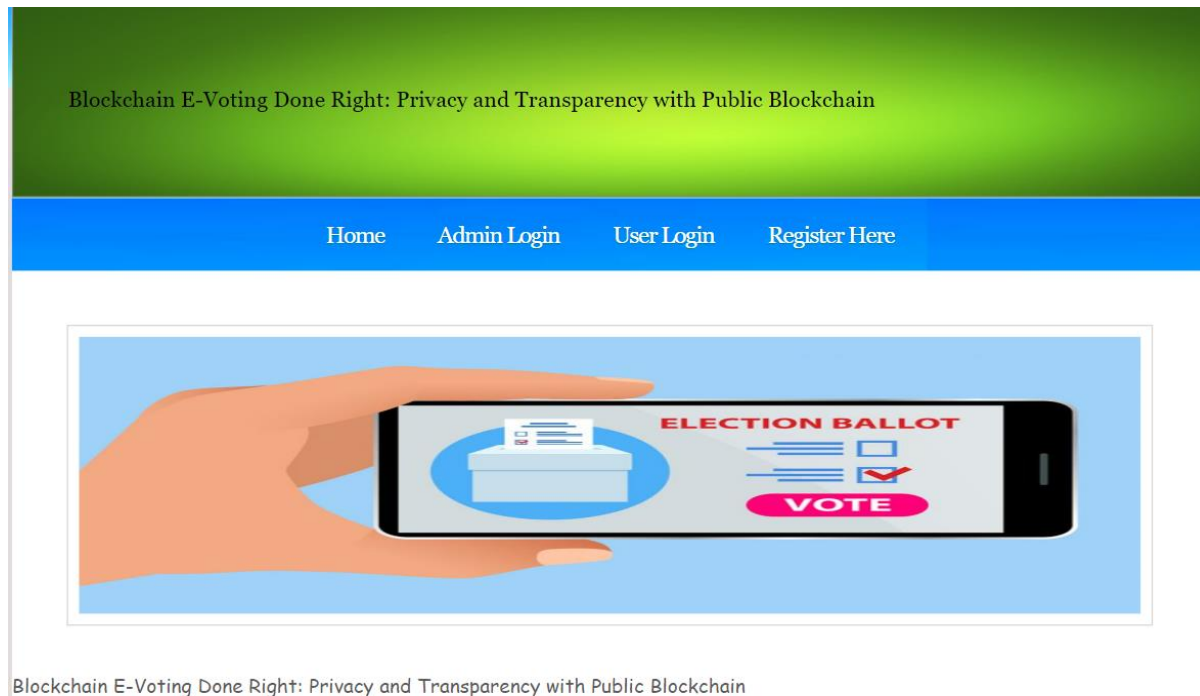 Blockchain E-Voting Done Right: Privacy and Transparency with Public Blockchain
Home Admin Login User Login Register Here
ELECTION BALLOT
VOTE
Blockchain E-Voting Done Right: Privacy and Transparency with Public Blockchain